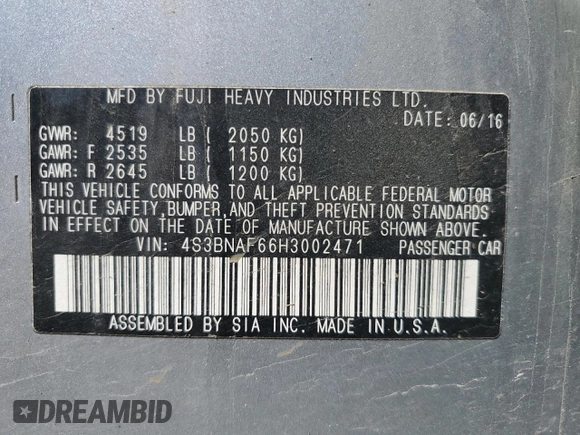 MFD BY FUJI HEAVY INDUSTRIES LTD.
DATE: 06/16
GVWR: 4519 LB ( 2050 KG)
GAWR: F 2535 LB ( 1150 KG)
GAWR: R 2645 LB ( 1200 KG)
THIS VEHICLE CONFORMS TO ALL APPLICABLE FEDERAL MOTOR
VEHICLE SAFETY,BUMPER,AND THEFT PREVENTION STANDARDS
IN EFFECT ON THE DATE OF MANUFACTURE SHOWN ABOVE.
VIN: 4S3BNAF66H3002471 PASSENGER CAR
ASSEMBLED BY SIA INC. MADE IN U.S.A.
DREAMBID